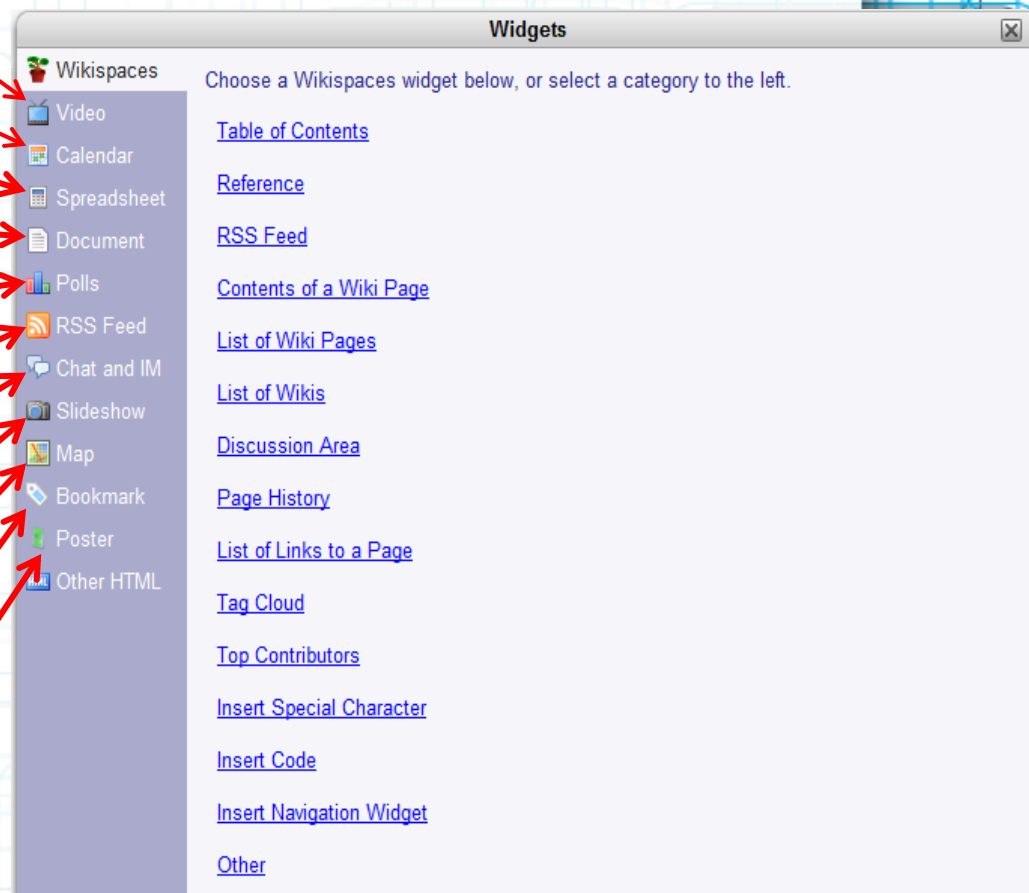 Widgets
Wikispaces
Video
Calendar
Spreadsheet
Document
Polls
RSS Feed
Chat and IM
Slideshow
Map
Bookmark
Poster
Other HTML
Choose a Wikispaces widget below, or select a category to the left.
Table of Contents
Reference
RSS Feed
Contents of a Wiki Page
List of Wiki Pages
List of Wikis
Discussion Area
Page History
List of Links to a Page
Tag Cloud
Top Contributors
Insert Special Character
Insert Code
Insert Navigation Widget
Other